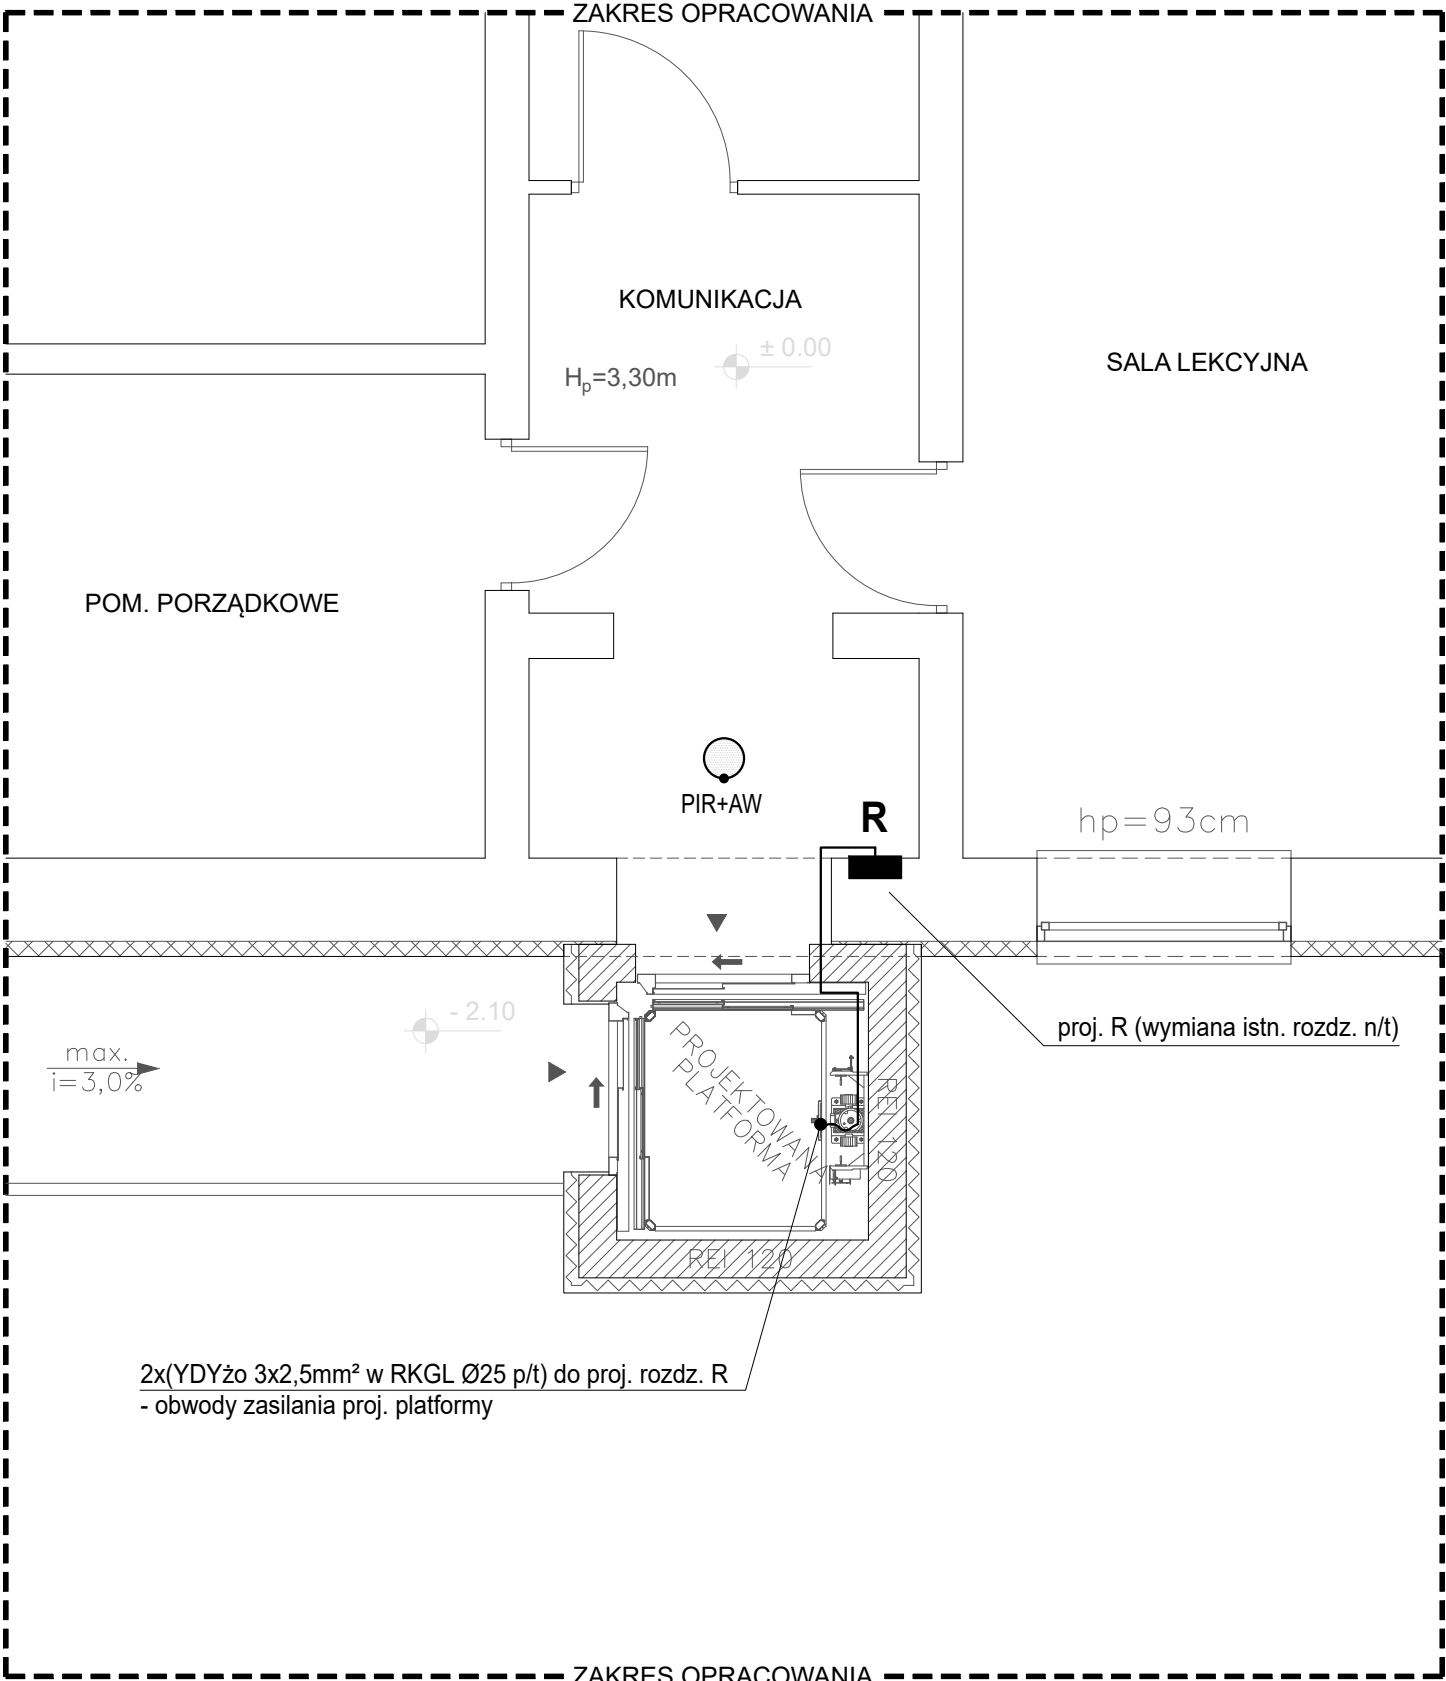 ZAKRES OPRACOWANIA
KOMUNIKACJA
± 0.00
Hp=3,30m
SALA LEKCYJNA
POM. PORZĄDKOWE
PIR+AW
R
hp=93cm
- 2.10
max.
i=3,0%
proj. R (wymiana istn. rozdz. n/t)
PROJEKTOWANA
PLATFORMA
REI 120
REI 120
2x(YDYżo 3x2,5mm² w RKGL Ø25 p/t) do proj. rozdz. R
- obwody zasilania proj. platformy
ZAKRES OPRACOWANIA